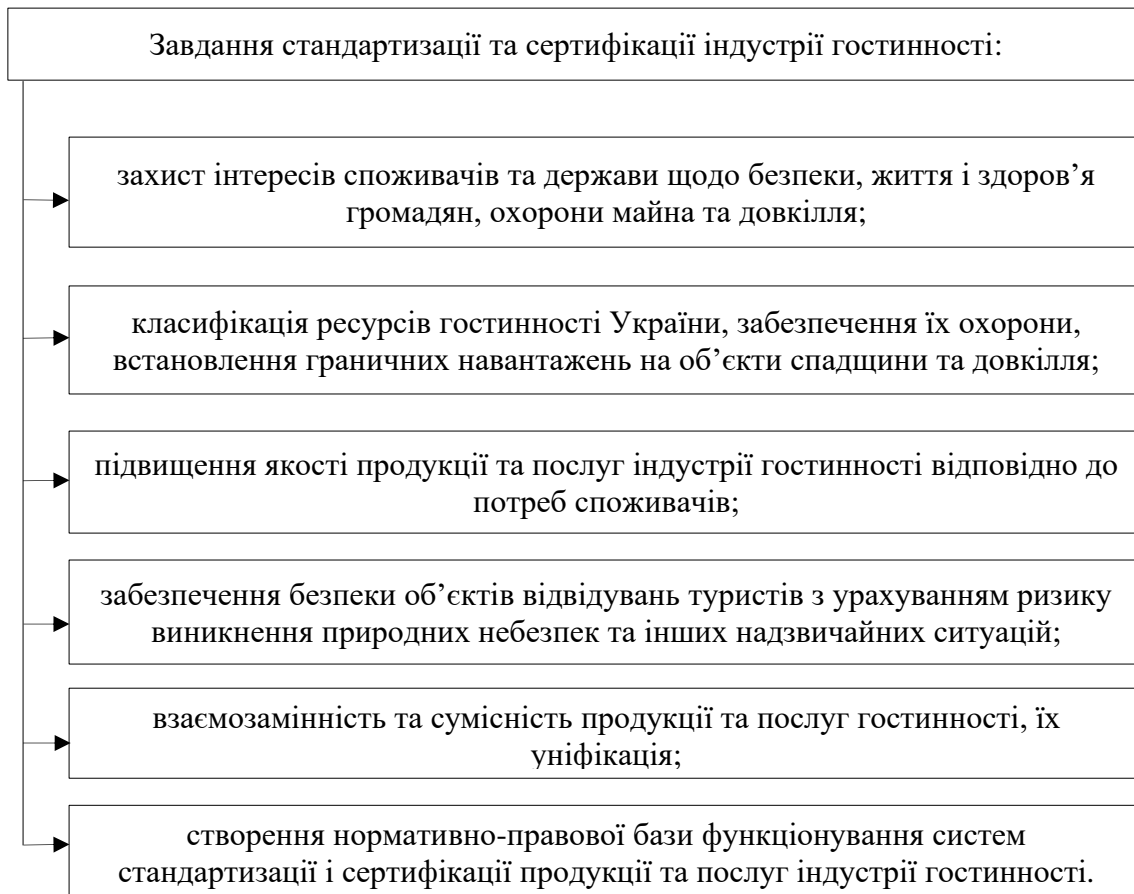 Завдання стандартизації та сертифікації індустрії гостинності:
захист інтересів споживачів та держави щодо безпеки, життя і здоров’я
громадян, охорони майна та довкілля;
класифікація ресурсів гостинності України, забезпечення їх охорони,
встановлення граничних навантажень на об’єкти спадщини та довкілля;
підвищення якості продукції та послуг індустрії гостинності відповідно до
потреб споживачів;
забезпечення безпеки об’єктів відвідувань туристів з урахуванням ризику
виникнення природних небезпек та інших надзвичайних ситуацій;
взаємозамінність та сумісність продукції та послуг гостинності, їх
уніфікація;
створення нормативно-правової бази функціонування систем
стандартизації і сертифікації продукції та послуг індустрії гостинності.